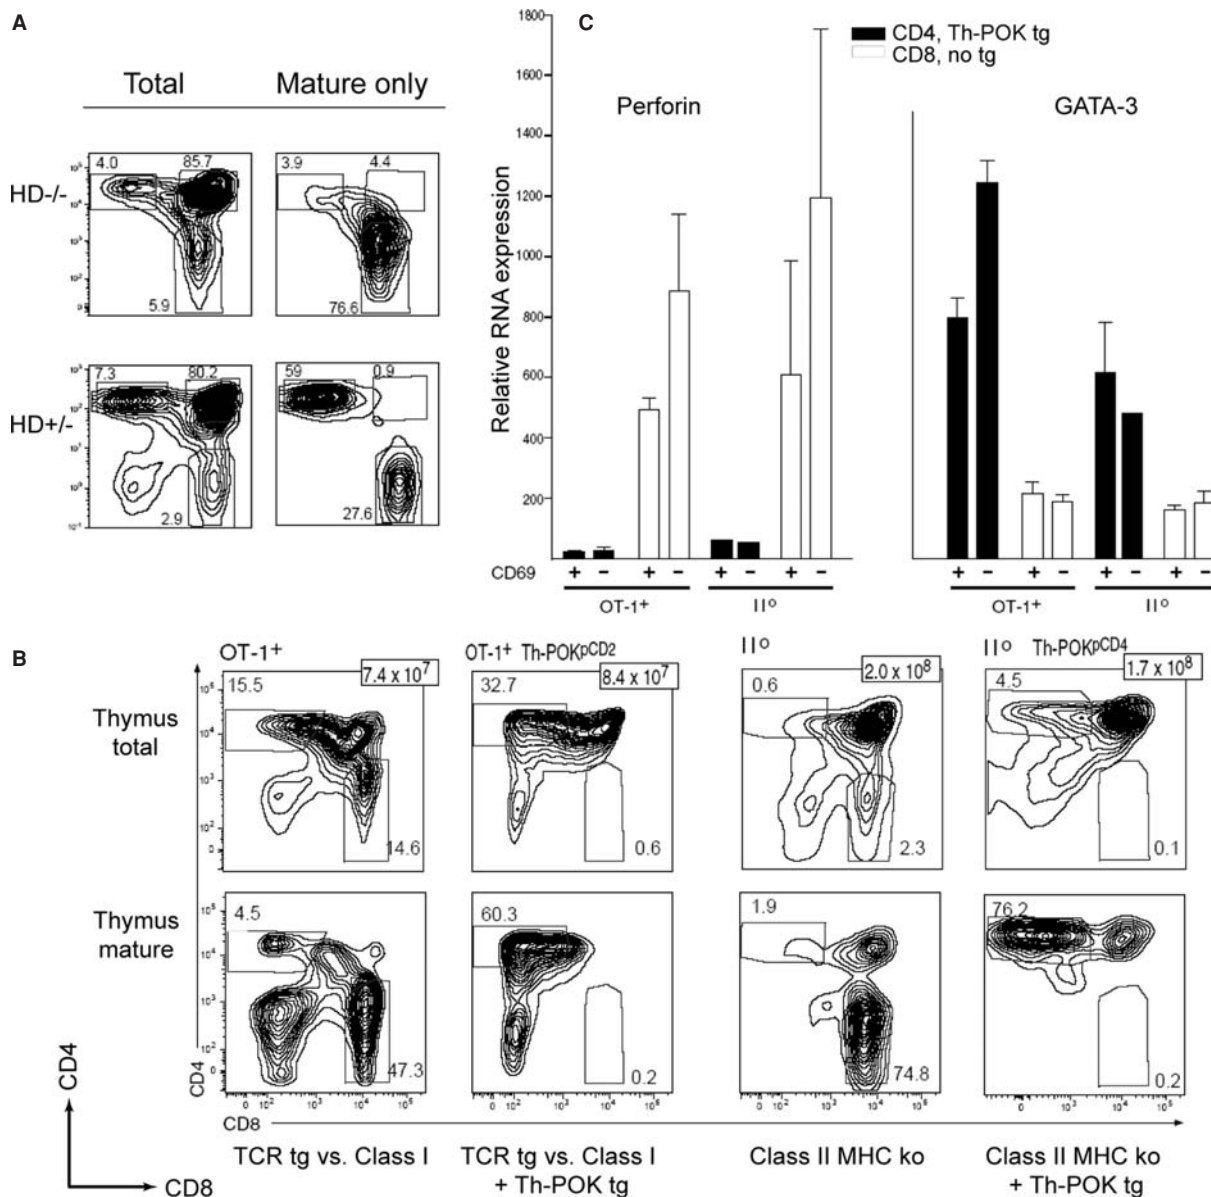 A
Total
Mature only
HD-/-
4.0
85.7
5.9
3.9
4.4
76.6
HD+/-
7.3
80.2
2.9
59
0.9
27.6
C
CD4, Th-POK tg
CD8, no tg
Perforin
GATA-3
Relative RNA expression
1800
1600
1400
1200
1000
800
600
400
200
CD69
+ − + − + − + −
+ − + − + − + −
OT-1⁺
IIº
OT-1⁺
IIº
B
OT-1⁺
OT-1⁺ Th-POKᵖᶜᴰ²
IIº
IIº Th-POKᵖᶜᴰ⁴
Thymus total
7.4 x 10⁷
15.5
14.6
8.4 x 10⁷
32.7
0.6
2.0 x 10⁸
0.6
2.3
1.7 x 10⁸
4.5
0.1
Thymus mature
4.5
47.3
60.3
0.2
1.9
74.8
76.2
0.2
CD4
CD8
TCR tg vs. Class I
TCR tg vs. Class I
+ Th-POK tg
Class II MHC ko
Class II MHC ko
+ Th-POK tg
CD4
CD8